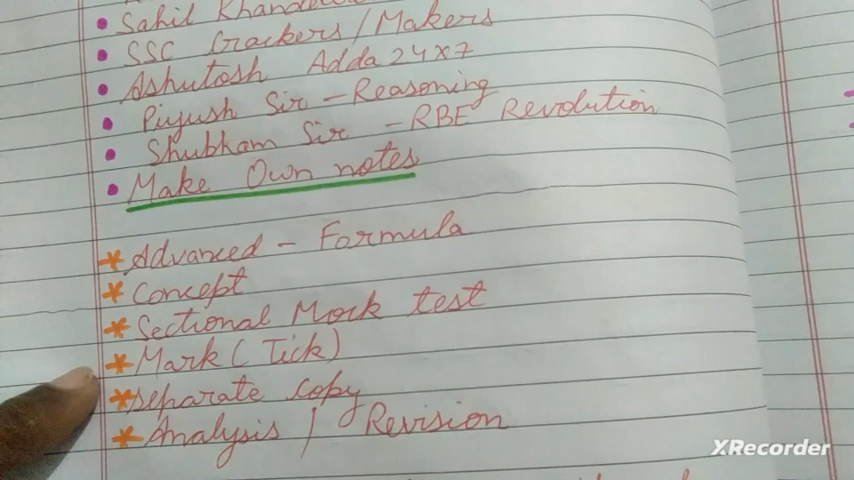 • Sahil
• SSC Crackers/Makers
• Ashutosh Adda 24x7
• Piyush Sir - Reasoning
• Shubham Sir - RBE Revolution
• Make Own notes
* Advanced - Formula
* Concept
* Sectional Mock test
* Mark (Tick)
* separate copy
* Analysis / Revision
XRecorder